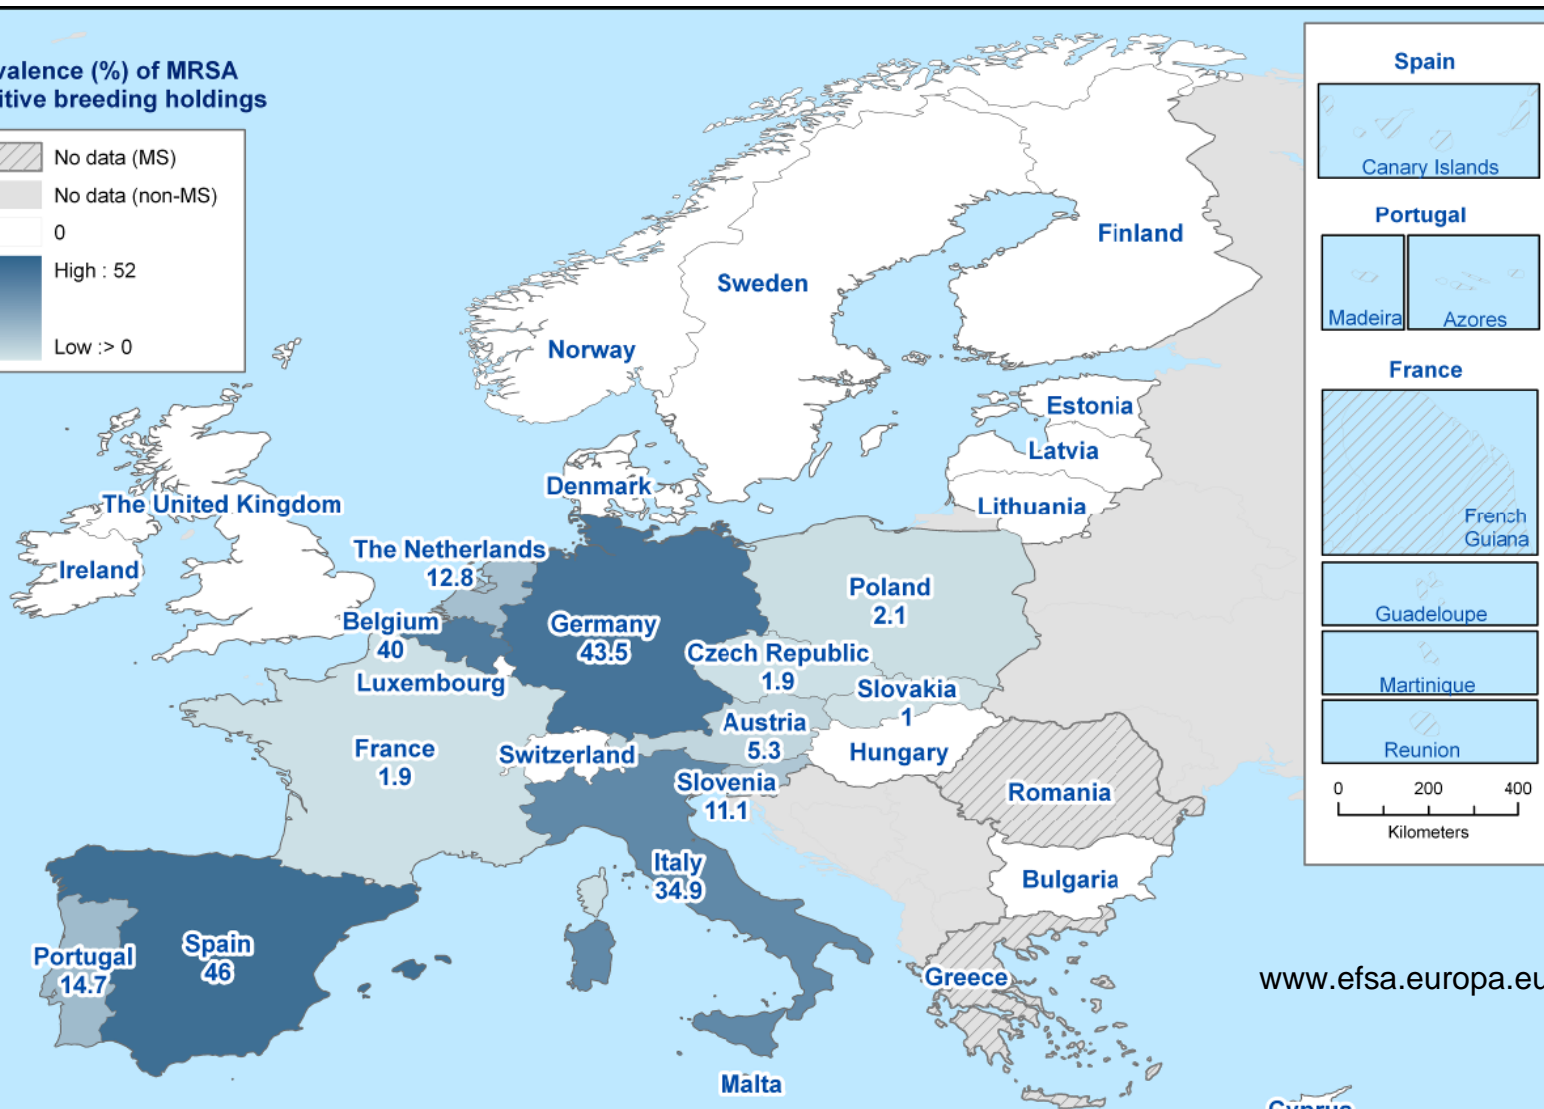 valence (%) of MRSA
itive breeding holdings
No data (MS)
No data (non-MS)
0
High : 52
Low :> 0
Finland
Sweden
Norway
Estonia
Latvia
Lithuania
Denmark
The United Kingdom
Ireland
The Netherlands
12.8
Belgium
40
Luxembourg
Germany
43.5
Poland
2.1
Czech Republic
1.9
Slovakia
1
Austria
5.3
Hungary
France
1.9
Switzerland
Slovenia
11.1
Romania
Italy
34.9
Bulgaria
Portugal
14.7
Spain
46
Greece
Malta
Cyprus
Spain
Canary Islands
Portugal
Madeira
Azores
France
French
Guiana
Guadeloupe
Martinique
Reunion
0 200 400
Kilometers
www.efsa.europa.eu